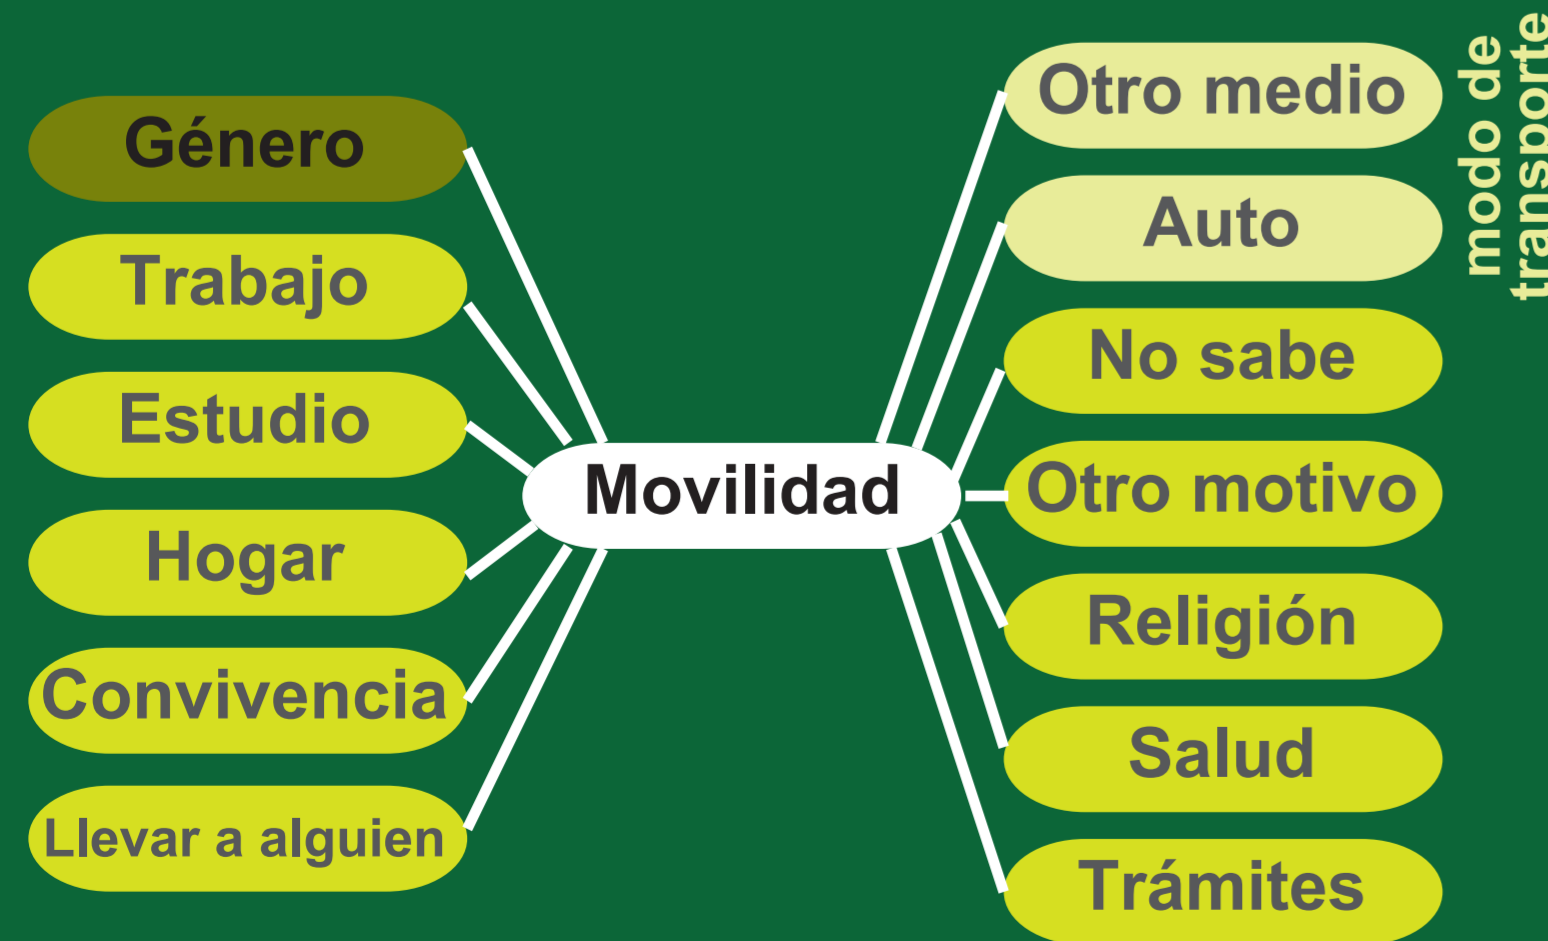 Género
Trabajo
Estudio
Hogar
Convivencia
Llevar a alguien
Movilidad
Otro medio
Auto
No sabe
Otro motivo
Religión
Salud
Trámites
modo de
transporte